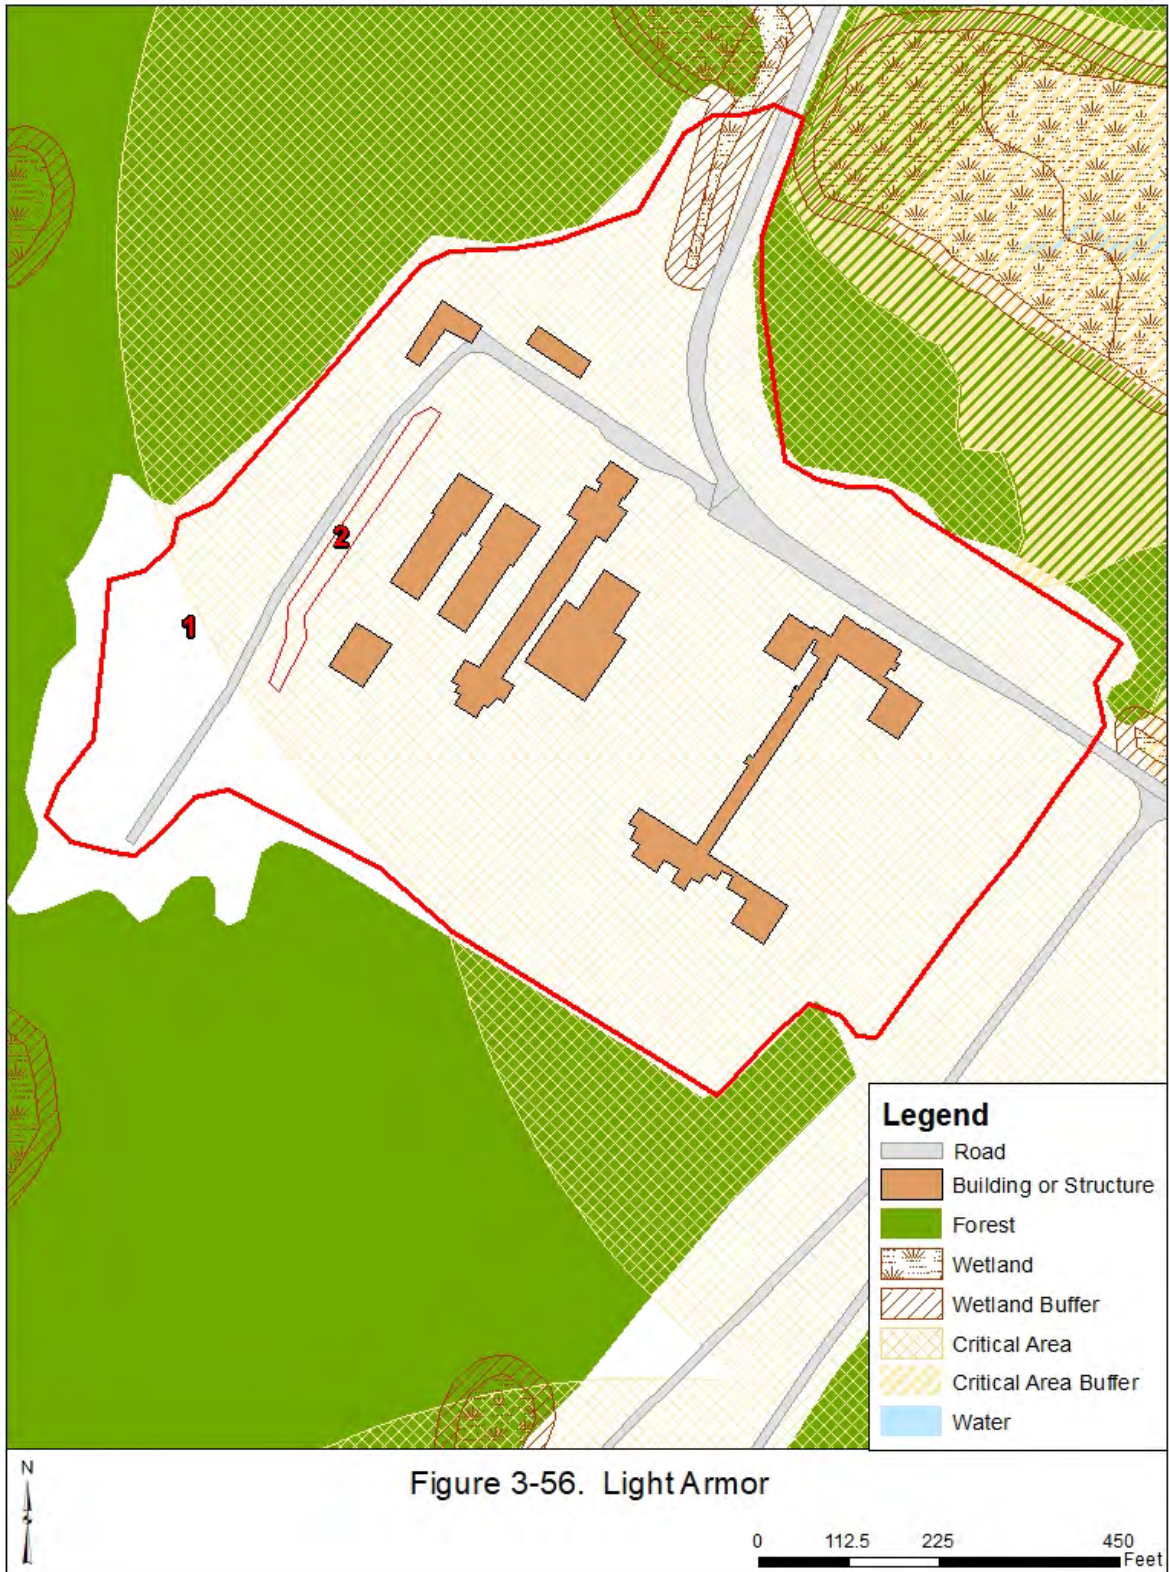 1
2
Legend
Road
Building or Structure
Forest
Wetland
Wetland Buffer
Critical Area
Critical Area Buffer
Water
N
Figure 3-56. Light Armor
0 112.5 225 450
Feet